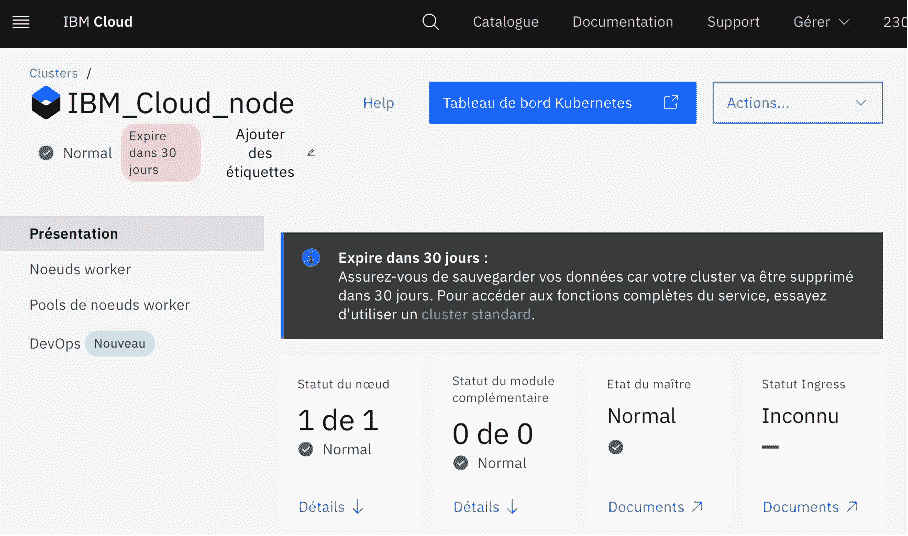 IBM Cloud
Catalogue
Documentation
Support
Gérer
230
Clusters /
IBM_Cloud_node
Help
Tableau de bord Kubernetes
Actions...
Normal
Expire
dans 30
jours
Ajouter
des
étiquettes
Présentation
Noeuds worker
Pools de noeuds worker
DevOps
Nouveau
Expire dans 30 jours :
Assurez-vous de sauvegarder vos données car votre cluster va être supprimé
dans 30 jours. Pour accéder aux fonctions complètes du service, essayez
d'utiliser un cluster standard.
Statut du nœud
1 de 1
Normal
Détails
Statut du module
complémentaire
0 de 0
Normal
Détails
Etat du maître
Normal
Documents
Statut Ingress
Inconnu
Documents